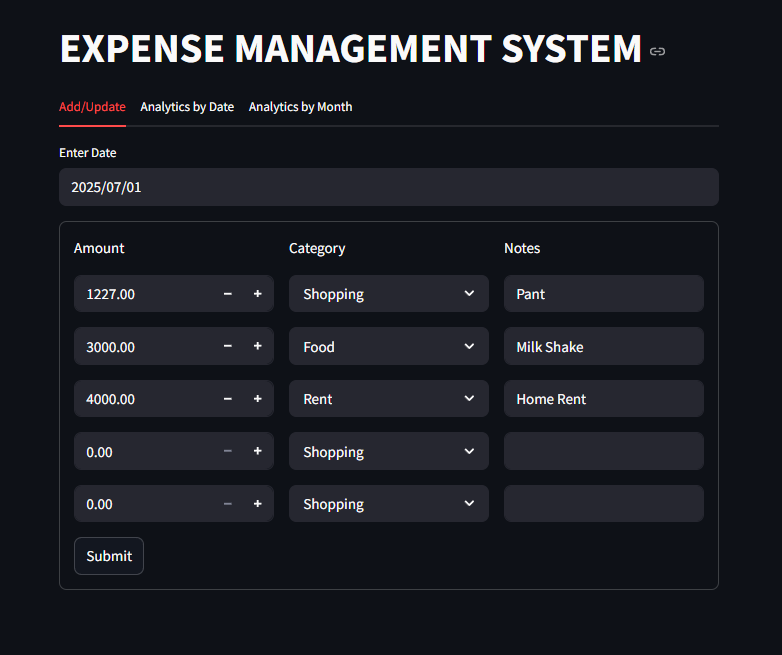 EXPENSE MANAGEMENT SYSTEM
Add/Update Analytics by Date Analytics by Month
Enter Date
2025/07/01
Amount Category Notes
1227.00 − + Shopping Pant
3000.00 − + Food Milk Shake
4000.00 − + Rent Home Rent
0.00 − + Shopping
0.00 − + Shopping
Submit